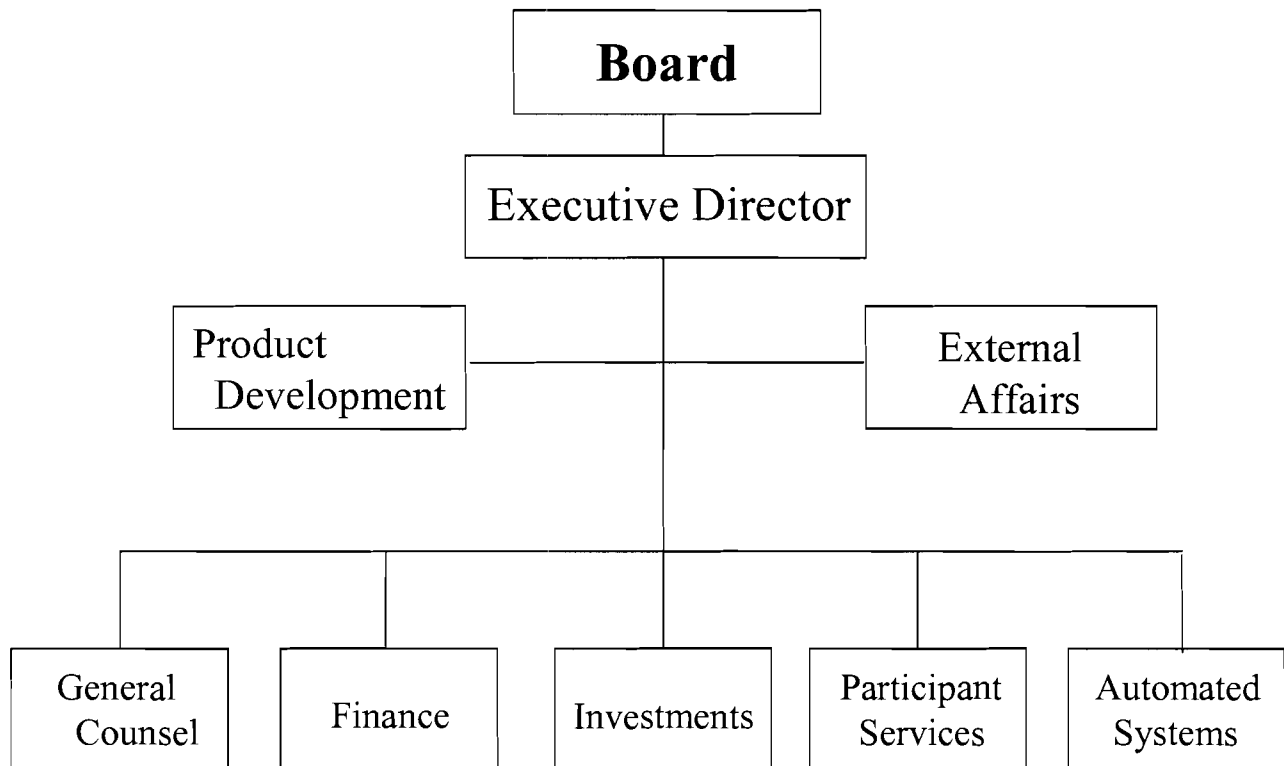 Board
Executive Director
Product
Development
External
Affairs
General
Counsel
Finance
Investments
Participant
Services
Automated
Systems